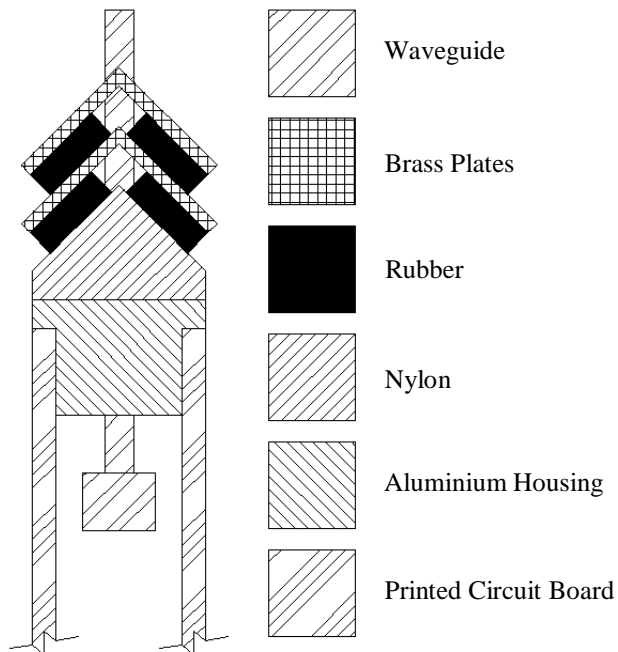 Waveguide
Brass Plates
Rubber
Nylon
Aluminium Housing
Printed Circuit Board